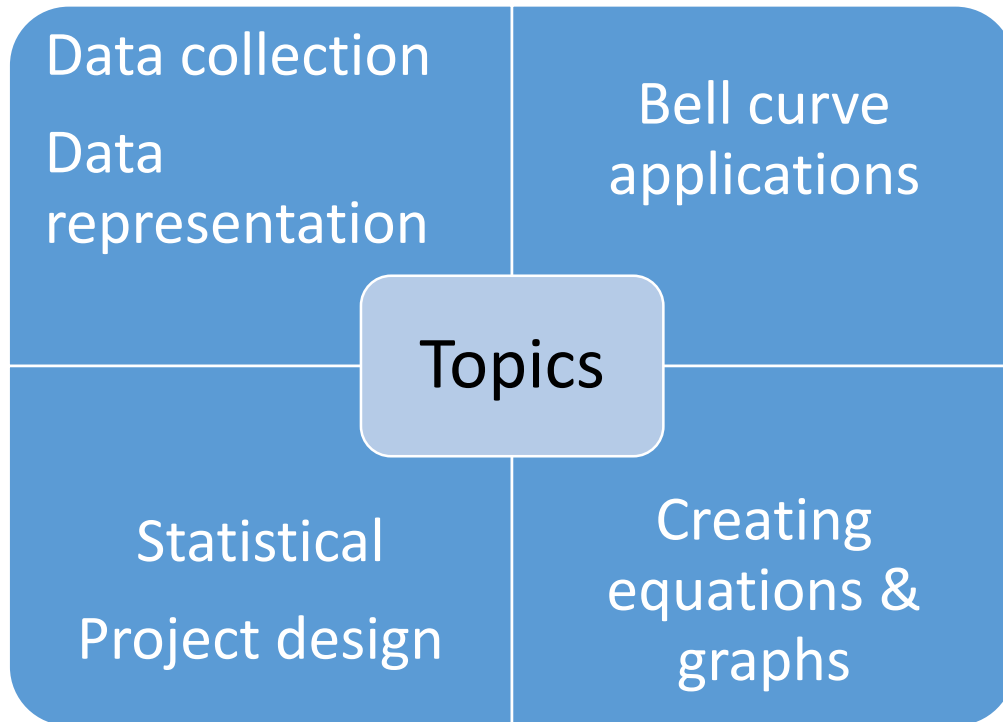 Data collection
Data
representation
Bell curve
applications
Topics
Statistical
Project design
Creating
equations &
graphs